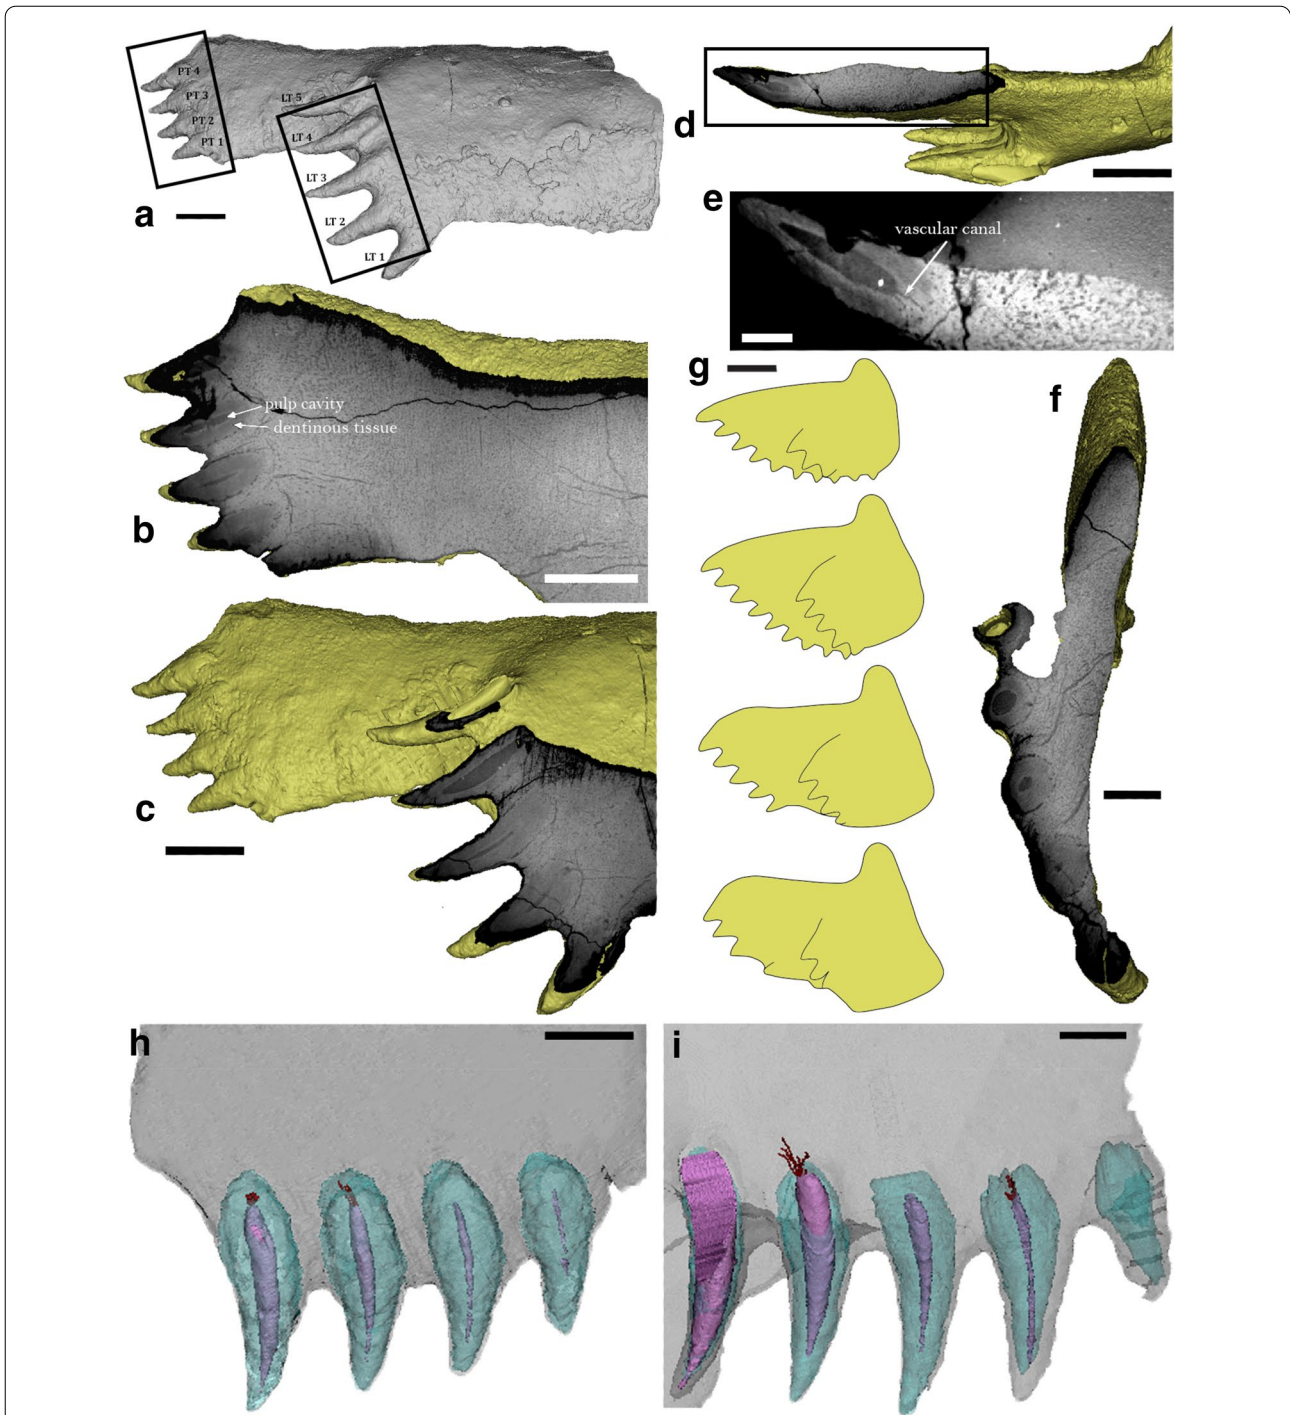 PT 4
PT 3
PT 2
PT 1
LT 5
LT 4
LT 3
LT 2
LT 1
a
d
e
vascular canal
pulp cavity
dentinous tissue
b
g
f
c
h
i